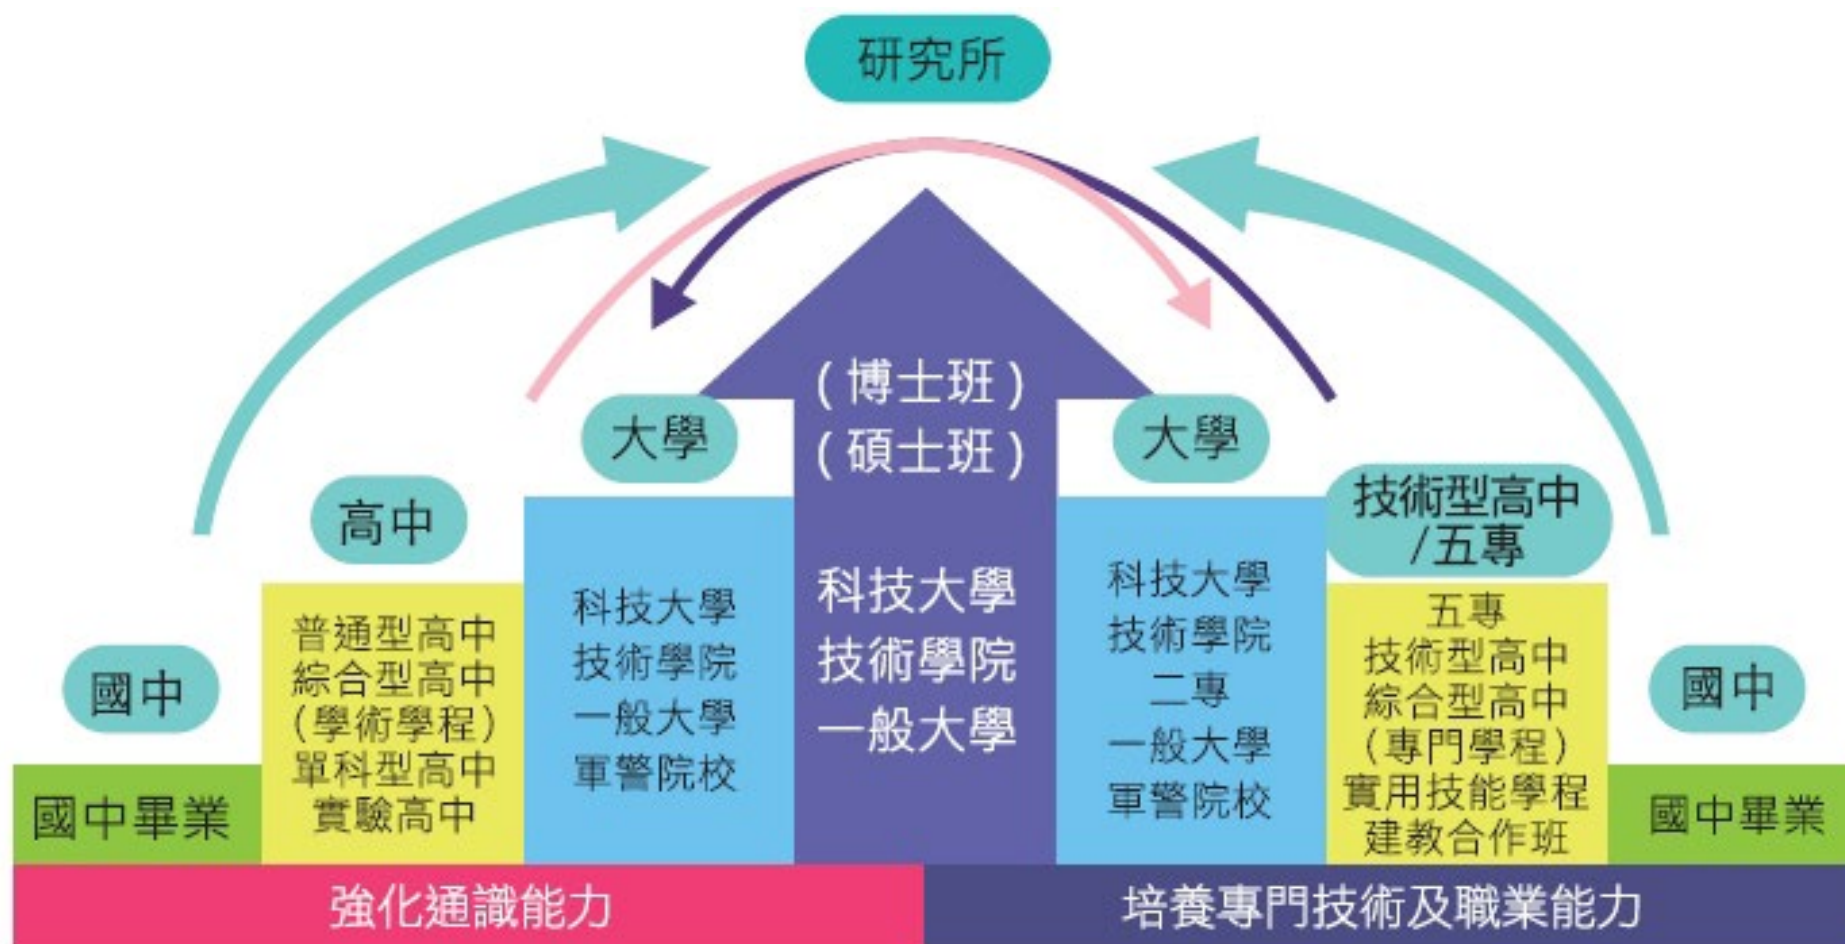 研究所
(博士班)
(碩士班)
科技大學
技術學院
一般大學
國中
國中畢業
高中
普通型高中
綜合型高中
(學術學程)
單科型高中
實驗高中
大學
科技大學
技術學院
一般大學
軍警院校
大學
科技大學
技術學院
二專
一般大學
軍警院校
技術型高中
/五專
五專
技術型高中
綜合型高中
(專門學程)
實用技能學程
建教合作班
國中
國中畢業
強化通識能力
培養專門技術及職業能力